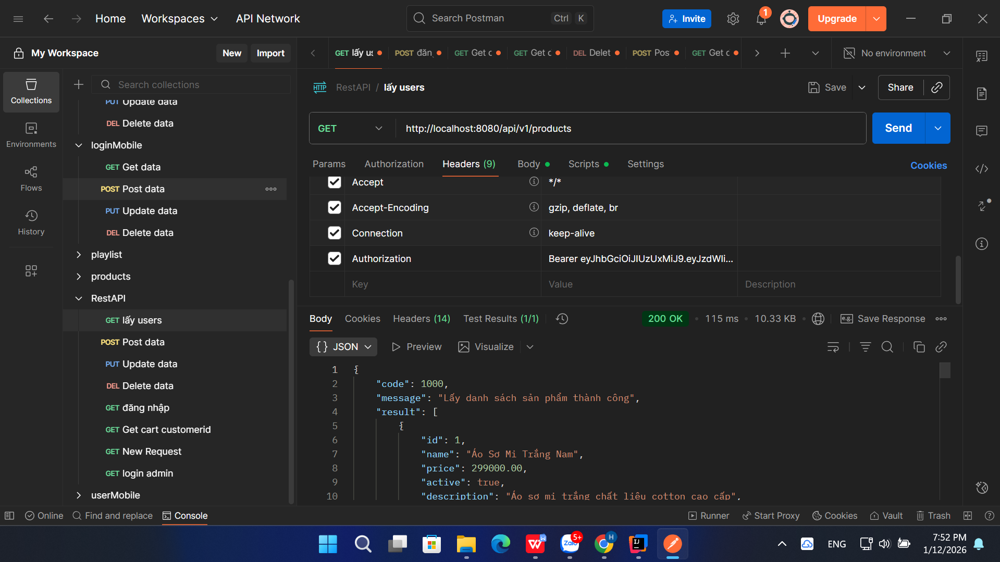 Home
Workspaces
API Network
Search Postman
Ctrl K
Invite
1
Upgrade
My Workspace
New
Import
GET lấy us
POST đăn
GET Get c
GET Get c
DEL Delet
POST Pos
GET Get c
No environment
Collections
Environments
Flows
History
Search collections
PUT Update data
DEL Delete data
loginMobile
GET Get data
POST Post data
PUT Update data
DEL Delete data
playlist
products
RestAPI
GET lấy users
POST Post data
PUT Update data
DEL Delete data
GET đăng nhập
GET Get cart customerid
GET New Request
GET login admin
userMobile
HTTP RestAPI / lấy users
Save
Share
GET http://localhost:8080/api/v1/products
Send
Params
Authorization
Headers (9)
Body
Scripts
Settings
Cookies
Accept */*
Accept-Encoding gzip, deflate, br
Connection keep-alive
Authorization Bearer eyJhbGciOiJIUzUxMiJ9.eyJzdWIi...
Key Value Description
Body
Cookies
Headers (14)
Test Results (1/1)
200 OK
115 ms
10.33 KB
e.g. Save Response
{ } JSON
Preview
Visualize
1 {
2 "code": 1000,
3 "message": "Lấy danh sách sản phẩm thành công",
4 "result": [
5 {
6 "id": 1,
7 "name": "Áo Sơ Mi Trắng Nam",
8 "price": 299000.00,
9 "active": true,
10 "description": "Áo sơ mi trắng chất liệu cotton cao cấp",
Online
Find and replace
Console
Runner
Start Proxy
Cookies
Vault
Trash
W
Zalo
5+
H
IJ
ENG
7:52 PM
1/12/2026